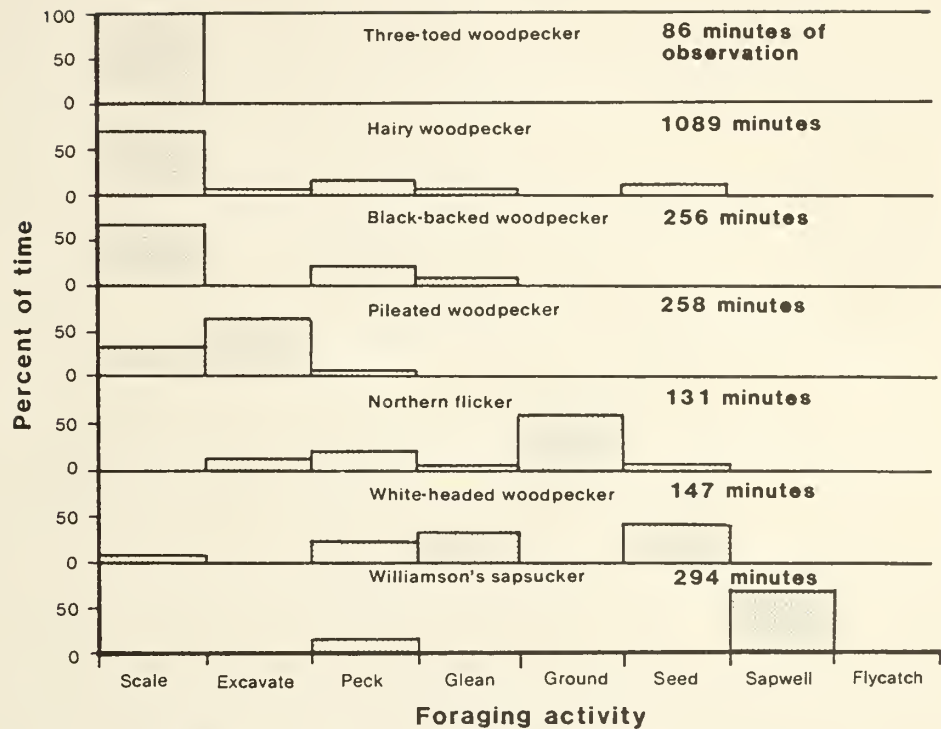 100
50
0
Three-toed woodpecker
86 minutes of
observation
50
0
Hairy woodpecker
1089 minutes
50
0
Black-backed woodpecker
256 minutes
50
0
Pileated woodpecker
258 minutes
50
0
Northern flicker
131 minutes
50
0
White-headed woodpecker
147 minutes
50
0
Williamson's sapsucker
294 minutes
Percent of time
Scale Excavate Peck Glean Ground Seed Sapwell Flycatch
Foraging activity